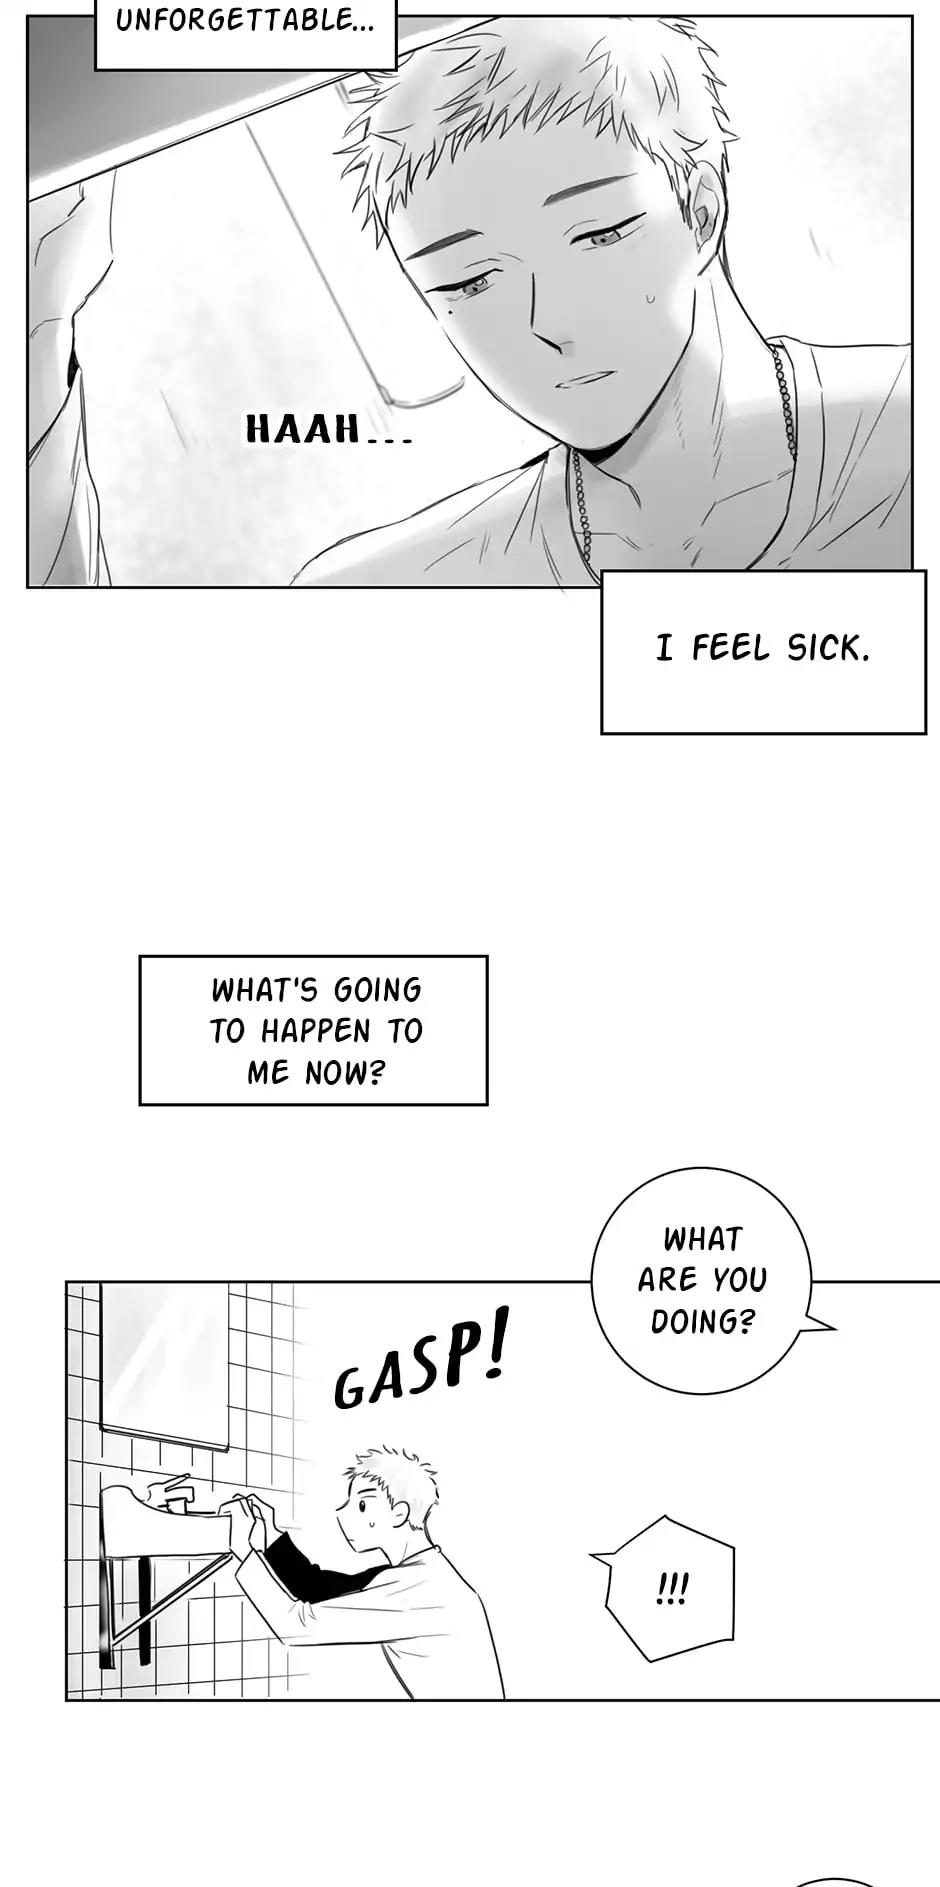 UNFORGETTABLE...
HAAH...
I FEEL SICK.
WHAT'S GOING
TO HAPPEN TO
ME NOW?
WHAT
ARE YOU
DOING?
GASP!
!!!